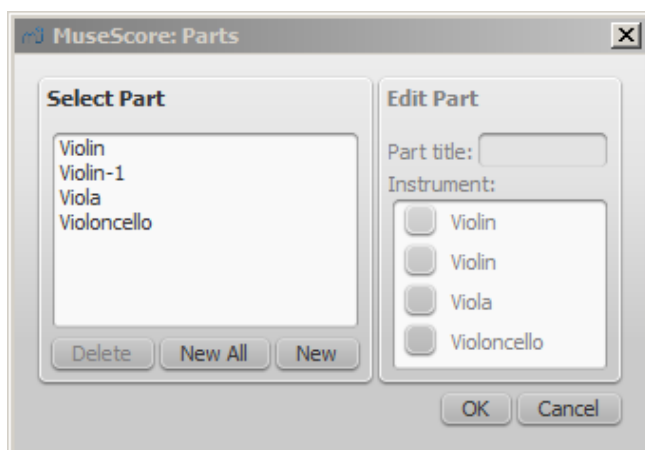 MuseScore: Parts
Select Part
Violin
Violin-1
Viola
Violoncello
Delete
New All
New
Edit Part
Part title:
Instrument:
Violin
Violin
Viola
Violoncello
OK
Cancel